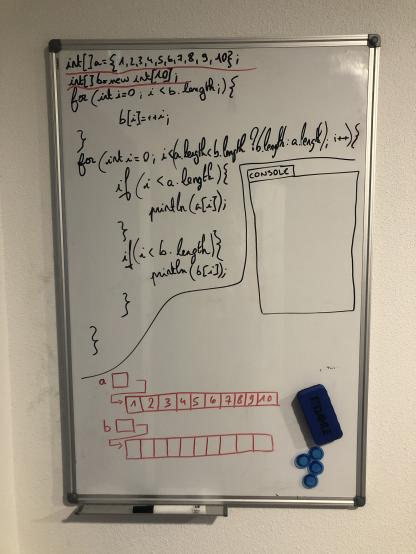 int[] a = {1,2,3,4,5,6,7,8,9,10};
int[] b = new int[10];
for (int i=0; i < b.length;){
b[i]=++i;
}
for (int i=0; i<(a.length<b.length ?b.length:a.length); i++){
if (i < a.length){
println(a[i]);
}
if(i < b.length){
println(b[i]);
}
}
CONSOLE
a
1 2 3 4 5 6 7 8 9 10
b